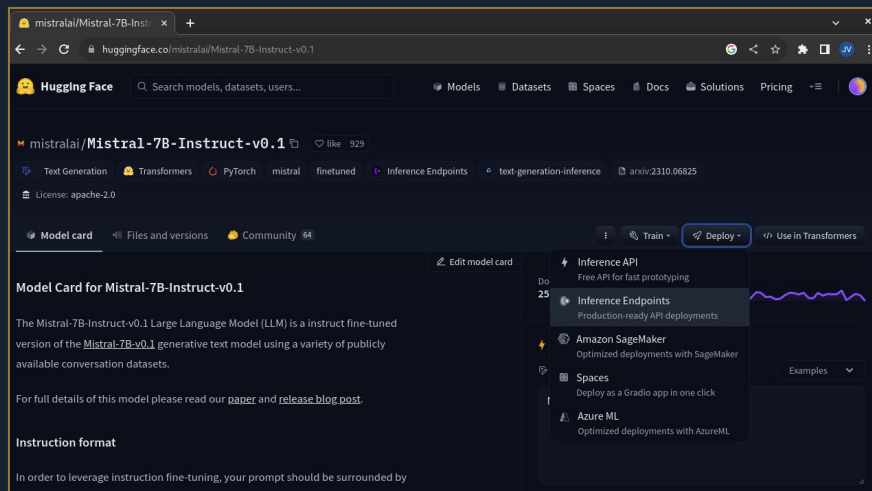 mistralai/Mistral-7B-Instr
huggingface.co/mistralai/Mistral-7B-Instruct-v0.1
JV
Hugging Face
Search models, datasets, users...
Models
Datasets
Spaces
Docs
Solutions
Pricing
mistralai/Mistral-7B-Instruct-v0.1
like 929
Text Generation
Transformers
PyTorch
mistral
finetuned
Inference Endpoints
text-generation-inference
arxiv:2310.06825
License: apache-2.0
Model card
Files and versions
Community 64
Train
Deploy
Use in Transformers
Edit model card
Model Card for Mistral-7B-Instruct-v0.1
The Mistral-7B-Instruct-v0.1 Large Language Model (LLM) is a instruct fine-tuned
version of the Mistral-7B-v0.1 generative text model using a variety of publicly
available conversation datasets.
For full details of this model please read our paper and release blog post.
Instruction format
In order to leverage instruction fine-tuning, your prompt should be surrounded by
Inference API
Free API for fast prototyping
Inference Endpoints
Production-ready API deployments
Amazon SageMaker
Optimized deployments with SageMaker
Spaces
Deploy as a Gradio app in one click
Azure ML
Optimized deployments with AzureML
Do
25
Examples